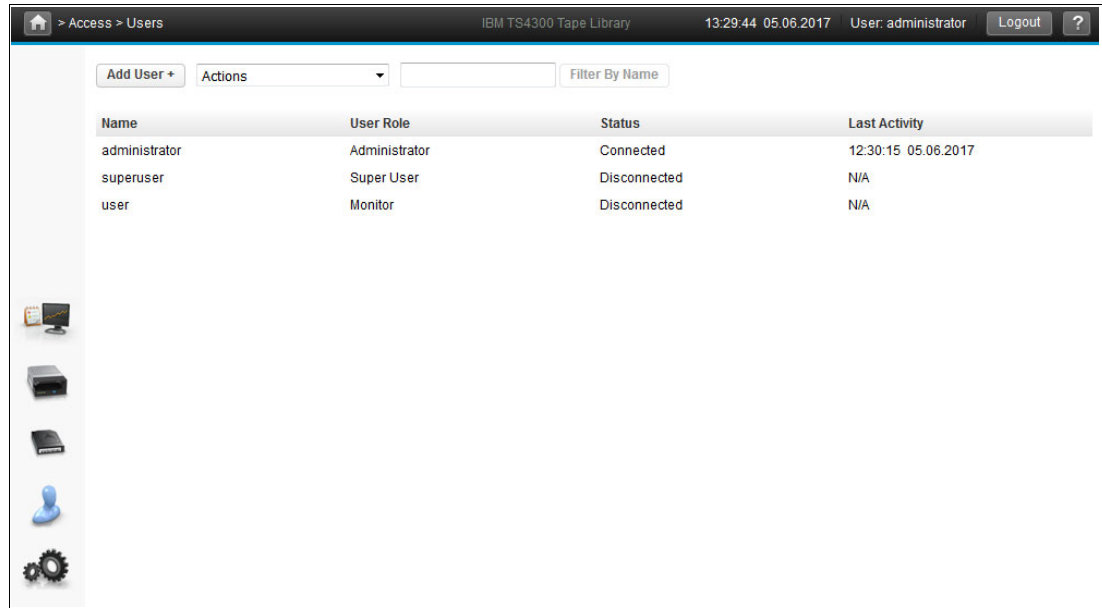 > Access > Users IBM TS4300 Tape Library 13:29:44 05.06.2017 User: administrator Logout ?
Add User + Actions Filter By Name
Name User Role Status Last Activity
administrator Administrator Connected 12:30:15 05.06.2017
superuser Super User Disconnected N/A
user Monitor Disconnected N/A